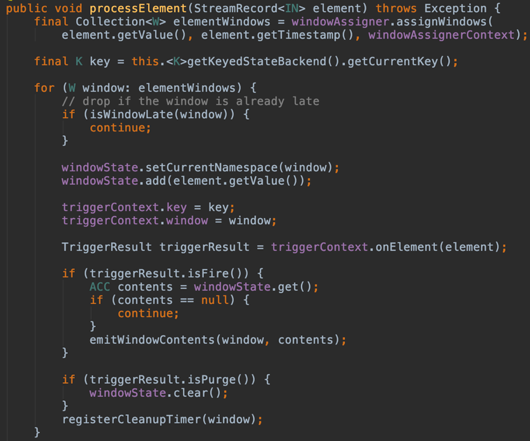 public void processElement(StreamRecord<IN> element) throws Exception {
    final Collection<W> elementWindows = windowAssigner.assignWindows(
        element.getValue(), element.getTimestamp(), windowAssignerContext);

    final K key = this.<K>getKeyedStateBackend().getCurrentKey();

    for (W window: elementWindows) {
        // drop if the window is already late
        if (isWindowLate(window)) {
            continue;
        }

        windowState.setCurrentNamespace(window);
        windowState.add(element.getValue());

        triggerContext.key = key;
        triggerContext.window = window;

        TriggerResult triggerResult = triggerContext.onElement(element);

        if (triggerResult.isFire()) {
            ACC contents = windowState.get();
            if (contents == null) {
                continue;
            }
            emitWindowContents(window, contents);
        }

        if (triggerResult.isPurge()) {
            windowState.clear();
        }
        registerCleanupTimer(window);
    }